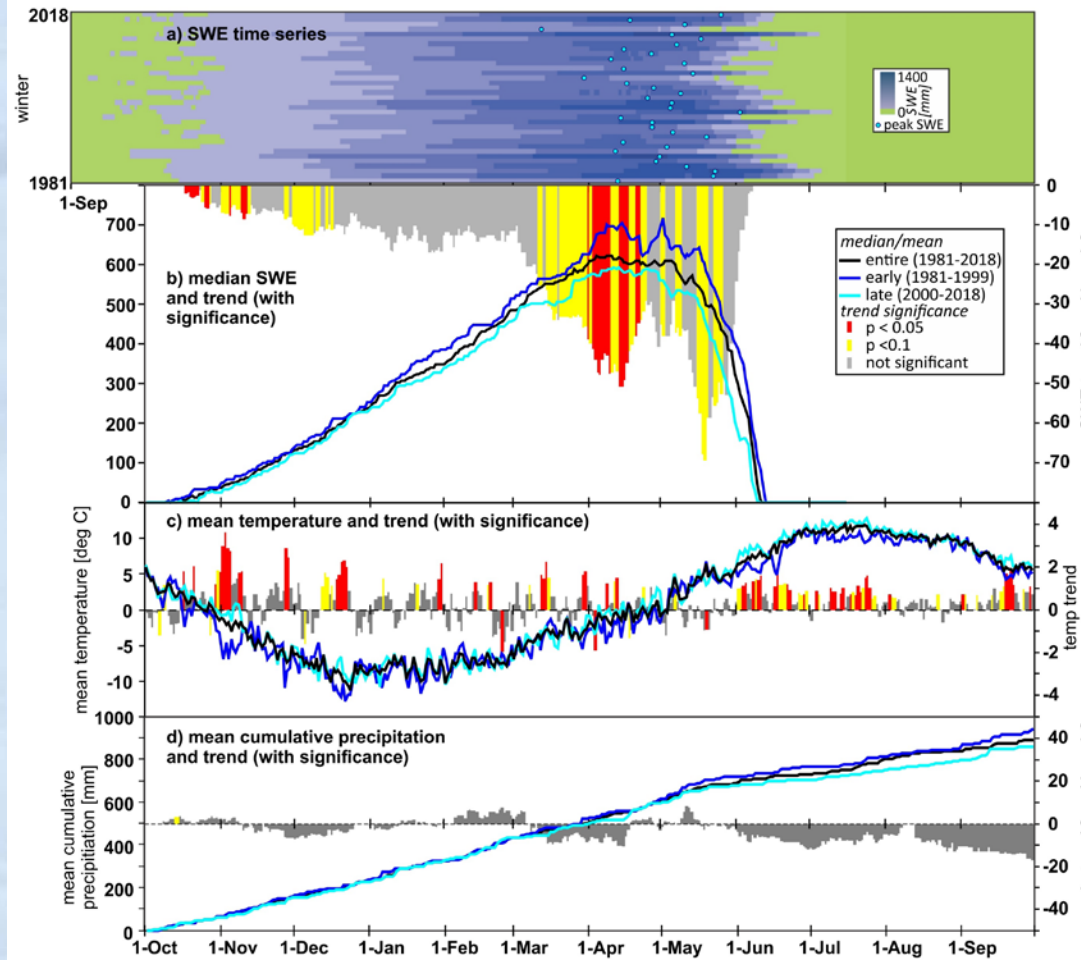 2018
a) SWE time series
winter
1400
0
SWE
[mm]
peak SWE
1981
1-Sep
0
700
-10
600
-20
500
-30
400
-40
300
-50
200
-60
100
-70
0
b) median SWE
and trend (with
significance)
median/mean
entire (1981-2018)
early (1981-1999)
late (2000-2018)
trend significance
p < 0.05
p <0.1
not significant
c) mean temperature and trend (with significance)
mean temperature [deg C]
10
5
0
-5
-10
4
2
0
-2
-4
temp trend
d) mean cumulative precipitation
and trend (with significance)
mean cumulative
precipitiation [mm]
1000
800
600
400
200
0
40
20
0
-20
-40
-50
1-Oct 1-Nov 1-Dec 1-Jan 1-Feb 1-Mar 1-Apr 1-May 1-Jun 1-Jul 1-Aug 1-Sep